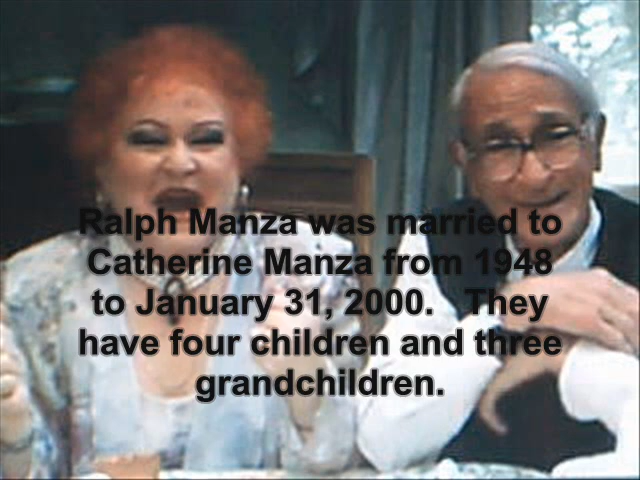 Ralph Manza was married to
Catherine Manza from 1948
to January 31, 2000.   They
have four children and three
grandchildren.